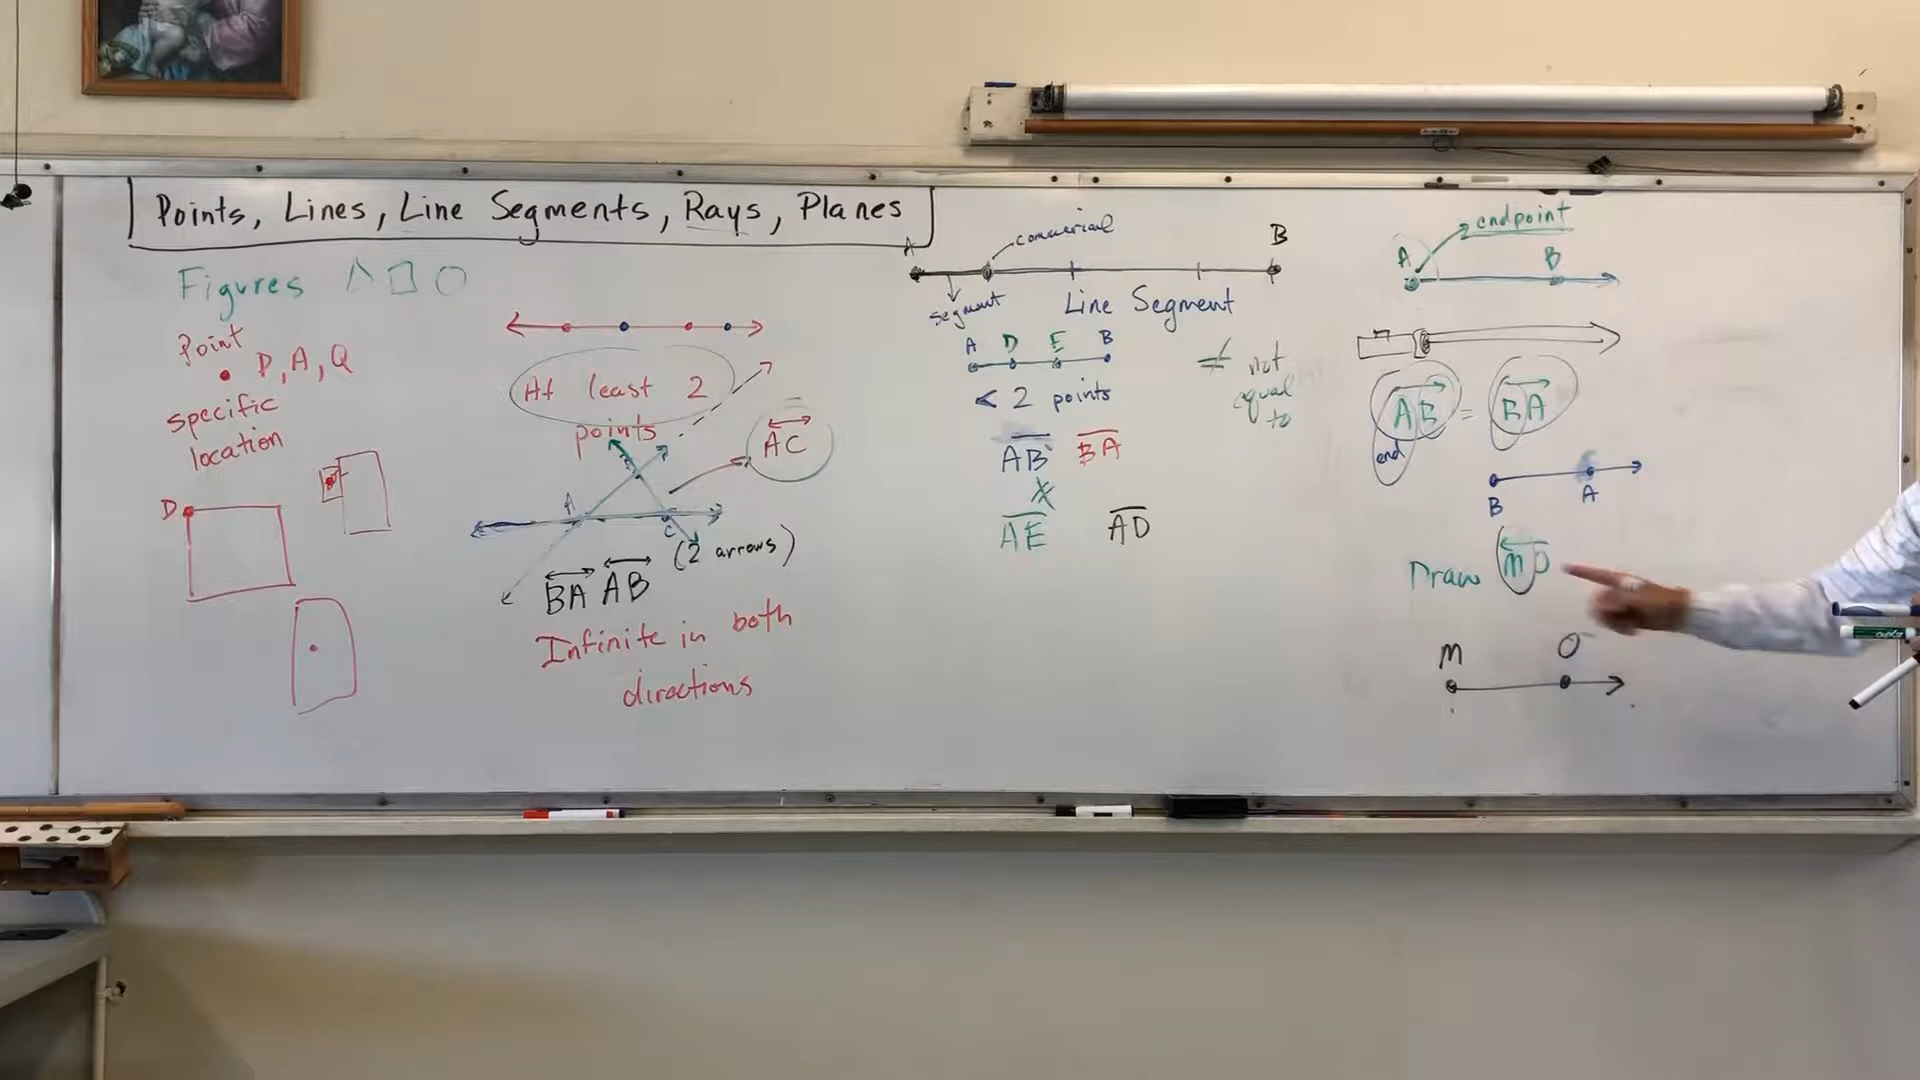 Points, Lines, Line Segments, Rays, Planes
Figures
Point
D, A, Q
specific
location
D
At least 2
points
AC
A
C
(2 arrows)
BA AB
Infinite in both
directions
A
commerial
B
segment
Line Segment
A D E B
< 2 points
≠ not
equal
to
AB BA
AE AD
endpoint
A B
AB = BA
end
B A
Draw MO
M O